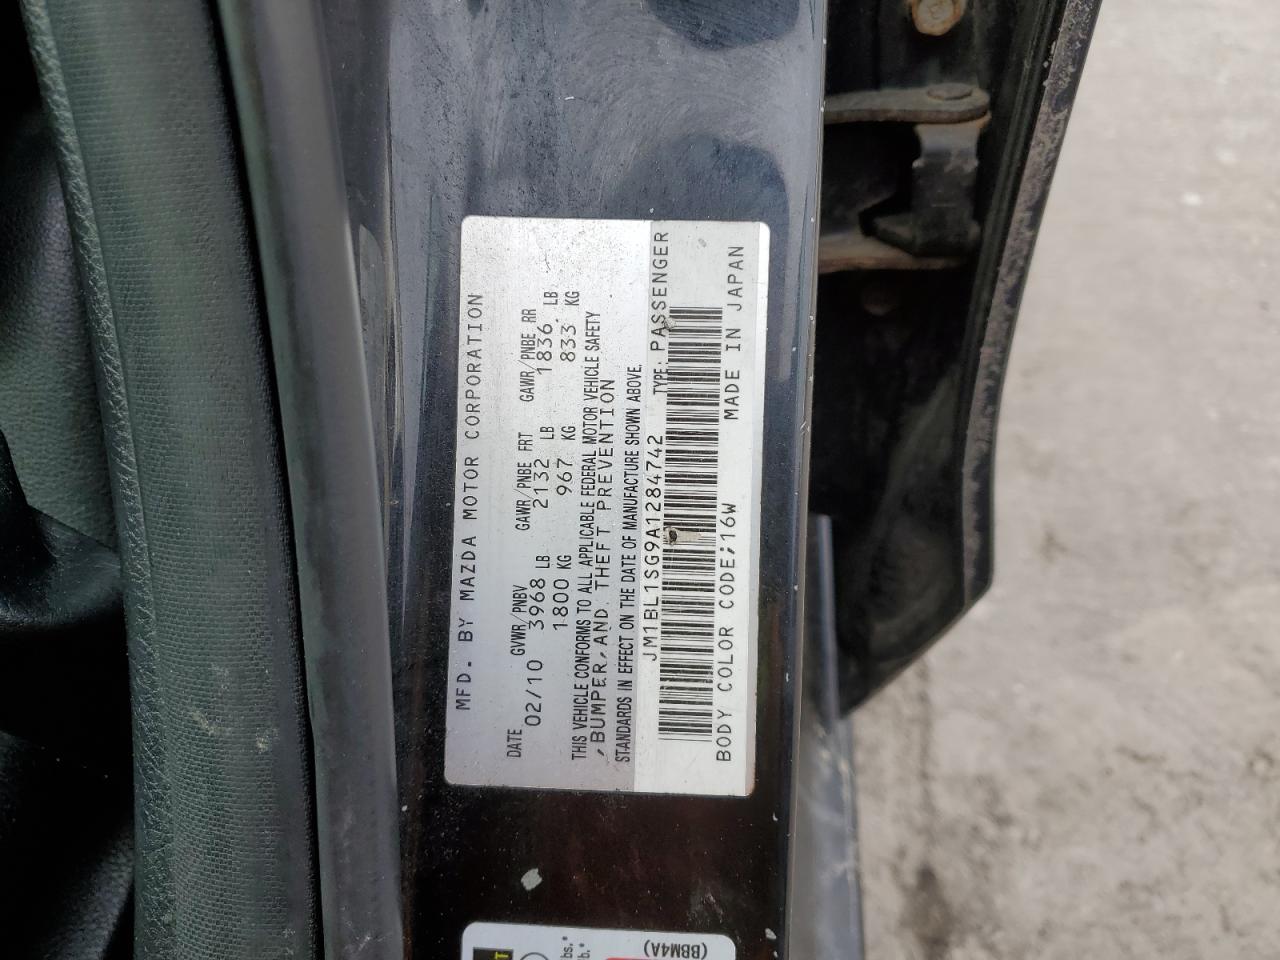 MFD. BY MAZDA MOTOR CORPORATION
DATE GVWR/PNBV GAWR/PNBE FRT GAWR/PNBE RR
02/10 3968 LB 2132 LB 1836 LB
1800 KG 967 KG 833 KG
THIS VEHICLE CONFORMS TO ALL APPLICABLE FEDERAL MOTOR VEHICLE SAFETY
,BUMPER,AND THEFT PREVENTION
STANDARDS IN EFFECT ON THE DATE OF MANUFACTURE SHOWN ABOVE.
JM1BL1SG9A1284742 TYPE: PASSENGER
BODY COLOR CODE;16W MADE IN JAPAN
(BBM4A)